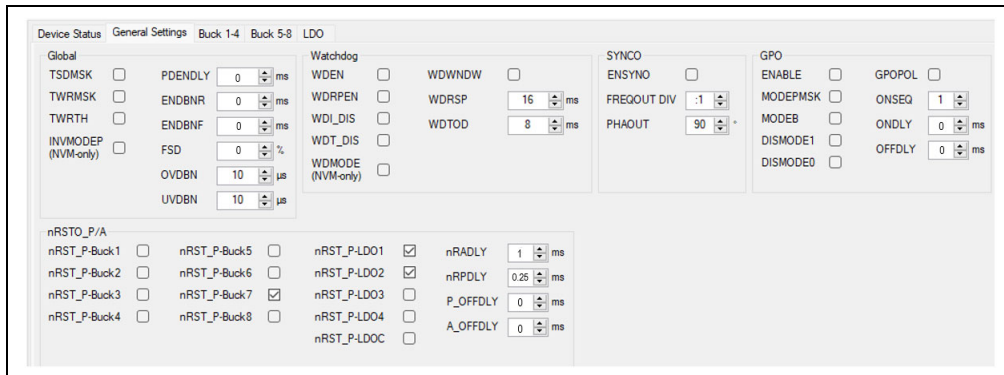 Device Status General Settings Buck 1-4 Buck 5-8 LDO
Global
TSDMSK PDENDLY 0 ms
TWRMSK ENDBNR 0 ms
TWRTH ENDBNF 0 ms
INVMODEP
(NVM-only)
FSD 0 %
OVDBN 10 µs
UVDBN 10 µs
Watchdog
WDEN WDWNDW
WDRPEN WDRSP 16 ms
WDI_DIS WDTOD 8 ms
WDT_DIS
WDMODE
(NVM-only)
SYNCO
ENSYNO
FREQOUT DIV :1
PHAOUT 90 °
GPO
ENABLE GPOPOL
MODEPMSK ONSEQ 1
MODEB ONDLY 0 ms
DISMODE1 OFFDLY 0 ms
DISMODE0
nRSTO_P/A
nRST_P-Buck1 nRST_P-Buck5 nRST_P-LDO1 nRADLY 1 ms
nRST_P-Buck2 nRST_P-Buck6 nRST_P-LDO2 nRPDLY 0.25 ms
nRST_P-Buck3 nRST_P-Buck7 nRST_P-LDO3 P_OFFDLY 0 ms
nRST_P-Buck4 nRST_P-Buck8 nRST_P-LDO4 A_OFFDLY 0 ms
nRST_P-LDOC